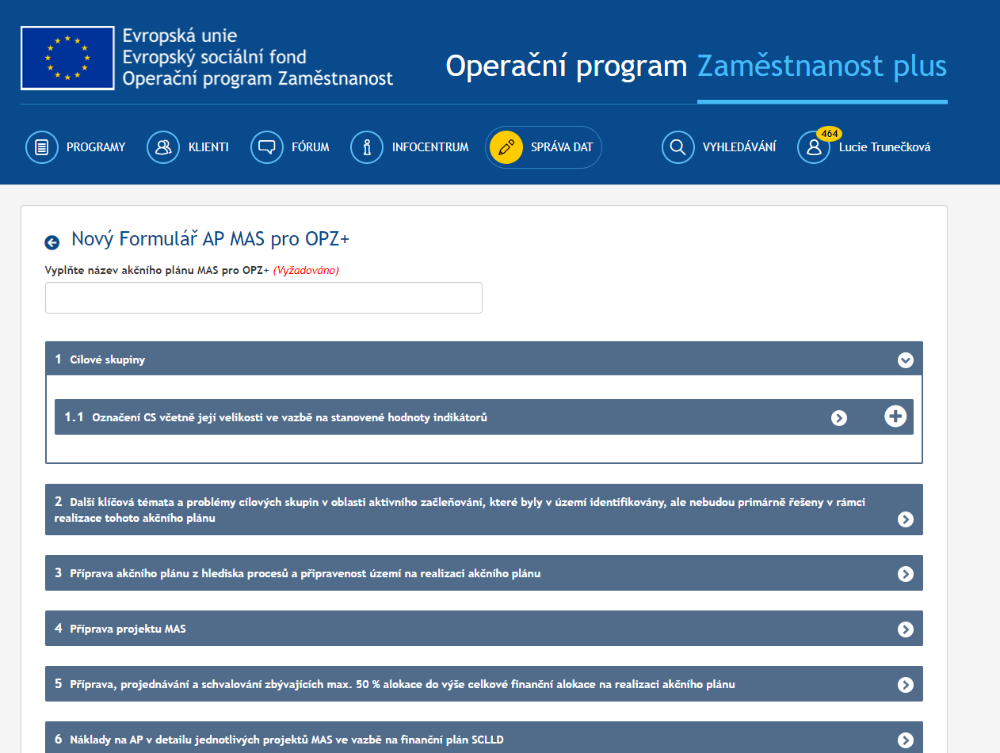 Evropská unie
Evropský sociální fond
Operační program Zaměstnanost
Operační program Zaměstnanost plus
PROGRAMY
KLIENTI
FÓRUM
INFOCENTRUM
SPRÁVA DAT
VYHLEDÁVÁNÍ
464
Lucie Trunečková
Nový Formulář AP MAS pro OPZ+
Vyplňte název akčního plánu MAS pro OPZ+ (Vyžadováno)
1 Cílové skupiny
1.1 Označení CS včetně její velikosti ve vazbě na stanovené hodnoty indikátorů
2 Další klíčová témata a problémy cílových skupin v oblasti aktivního začleňování, které byly v území identifikovány, ale nebudou primárně řešeny v rámci
realizace tohoto akčního plánu
3 Příprava akčního plánu z hlediska procesů a připravenost území na realizaci akčního plánu
4 Příprava projektu MAS
5 Příprava, projednávání a schvalování zbývajících max. 50 % alokace do výše celkové finanční alokace na realizaci akčního plánu
6 Náklady na AP v detailu jednotlivých projektů MAS ve vazbě na finanční plán SCLLD